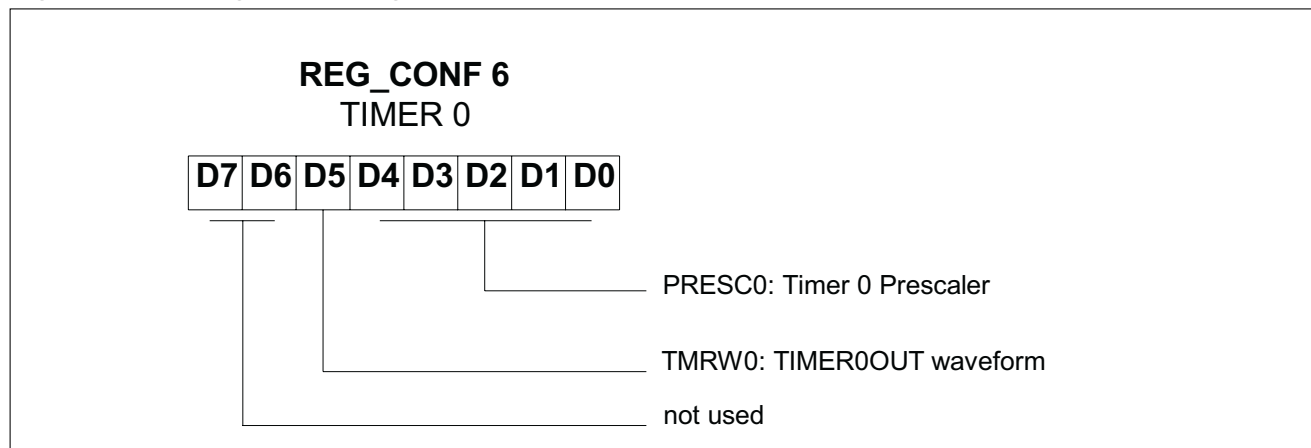 REG_CONF 6
TIMER 0
D7 D6 D5 D4 D3 D2 D1 D0
PRESC0: Timer 0 Prescaler
TMRW0: TIMER0OUT waveform
not used